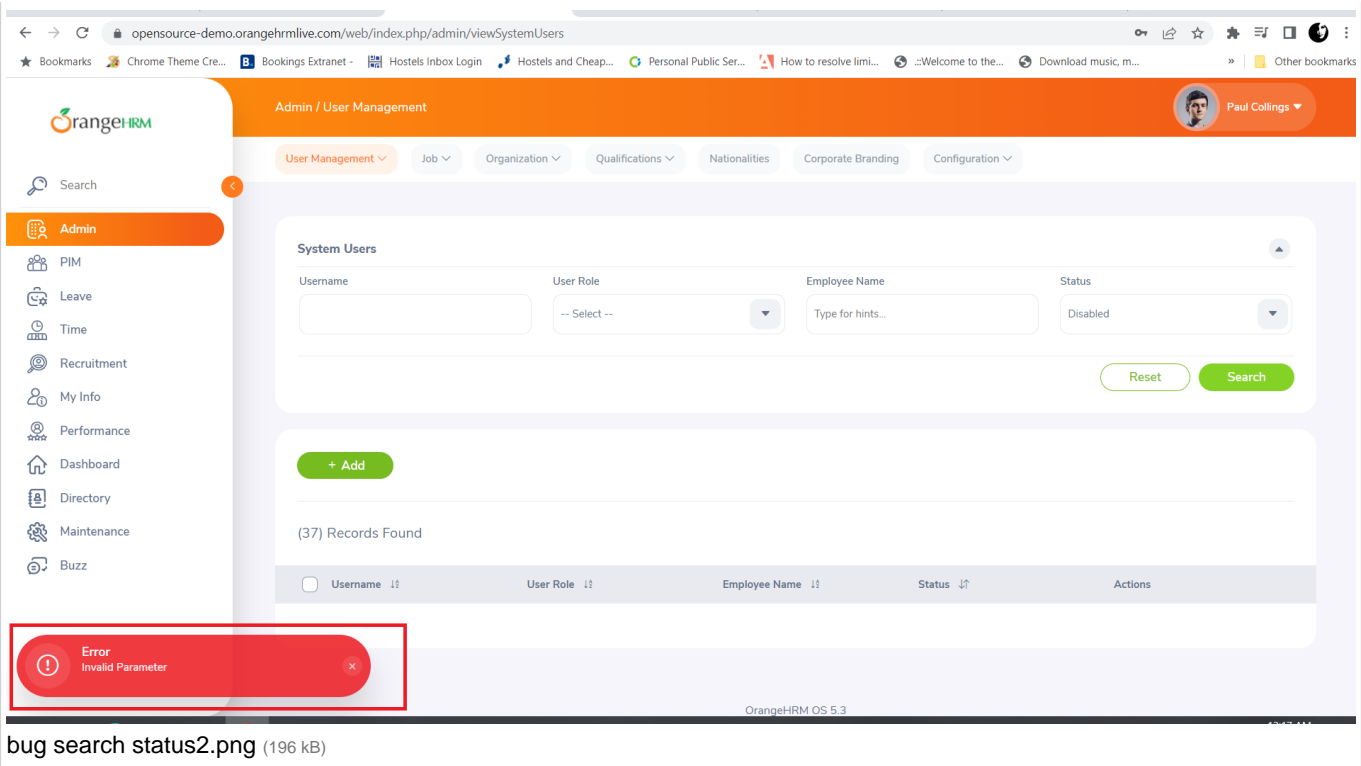 opensource-demo.orangehrmlive.com/web/index.php/admin/viewSystemUsers
Bookmarks Chrome Theme Cre... B. Bookings Extranet - Hostels Inbox Login Hostels and Cheap... Personal Public Ser... How to resolve limi... .::Welcome to the... Download music, m... » Other bookmarks
OrangeHRM
Admin / User Management
Paul Collings
User Management Job Organization Qualifications Nationalities Corporate Branding Configuration
Search
Admin
PIM
Leave
Time
Recruitment
My Info
Performance
Dashboard
Directory
Maintenance
Buzz
System Users
Username User Role Employee Name Status
-- Select -- Type for hints... Disabled
Reset Search
+ Add
(37) Records Found
Username User Role Employee Name Status Actions
Error
Invalid Parameter
OrangeHRM OS 5.3
bug search status2.png (196 kB)